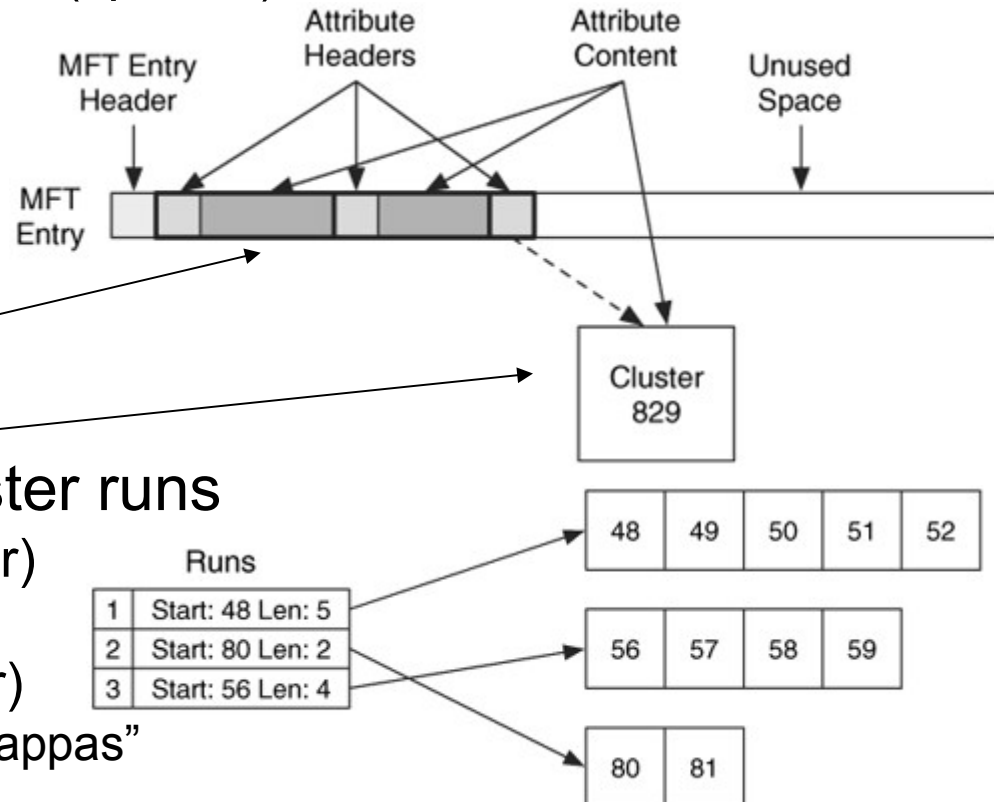 Attribute
Headers
Attribute
Content
MFT Entry
Header
Unused
Space
MFT
Entry
Cluster
829
ster runs
r)
r)
appas”
Runs
1 Start: 48 Len: 5
2 Start: 80 Len: 2
3 Start: 56 Len: 4
48 49 50 51 52
56 57 58 59
80 81